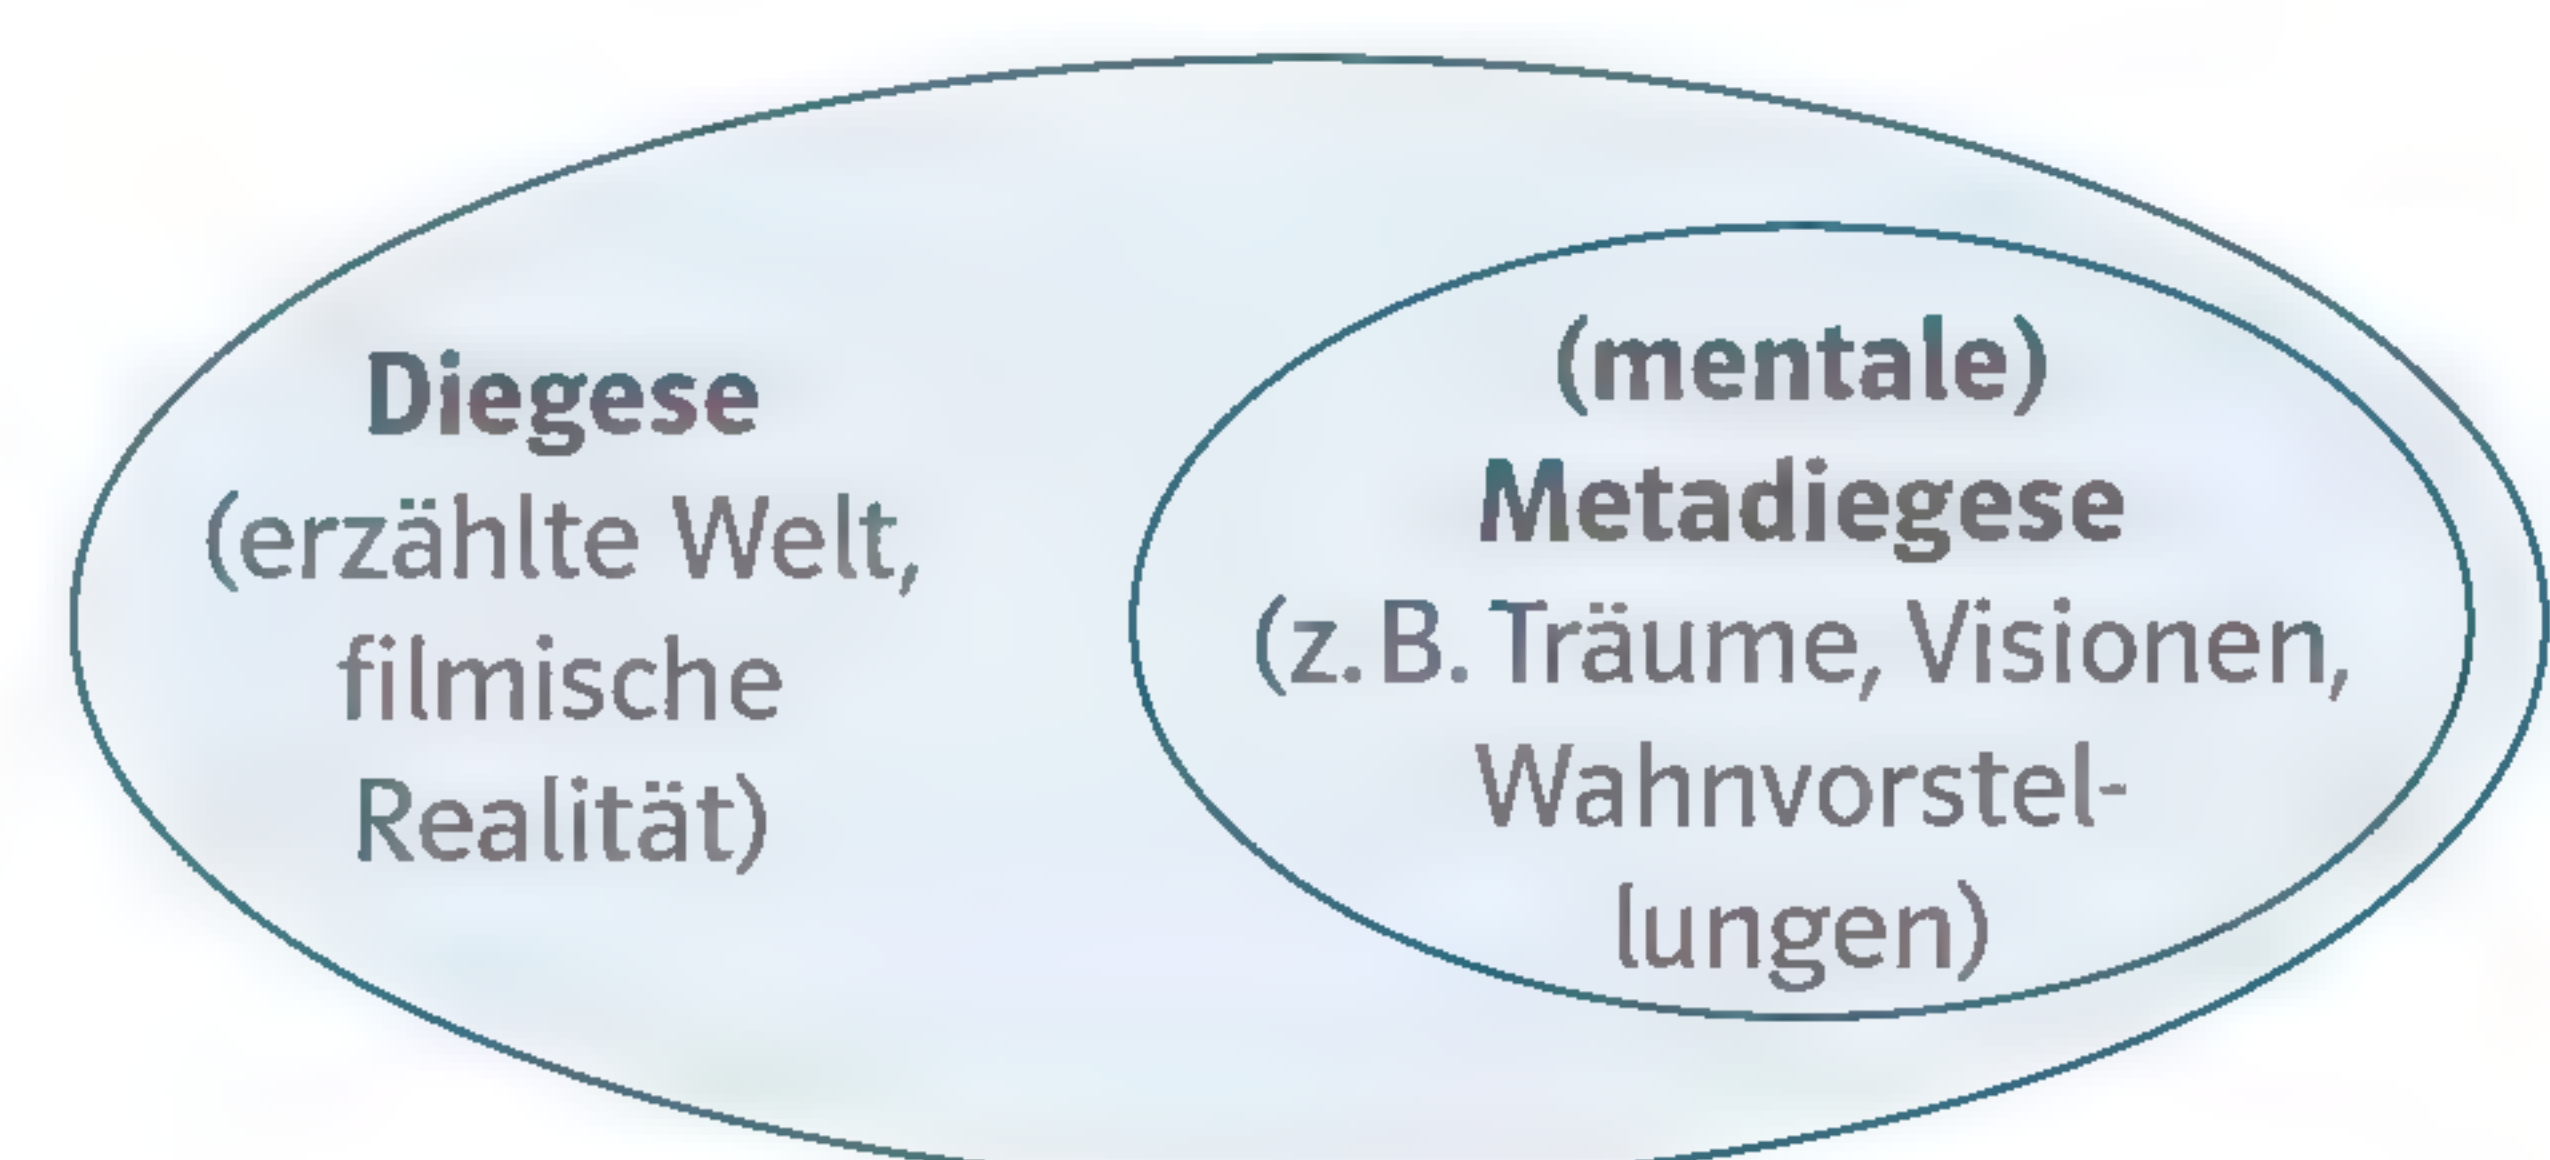 Diegese
(erzählte Welt,
filmische
Realität)
(mentale)
Metadiegese
(z. B. Träume, Visionen,
Wahnvorstel-
lungen)